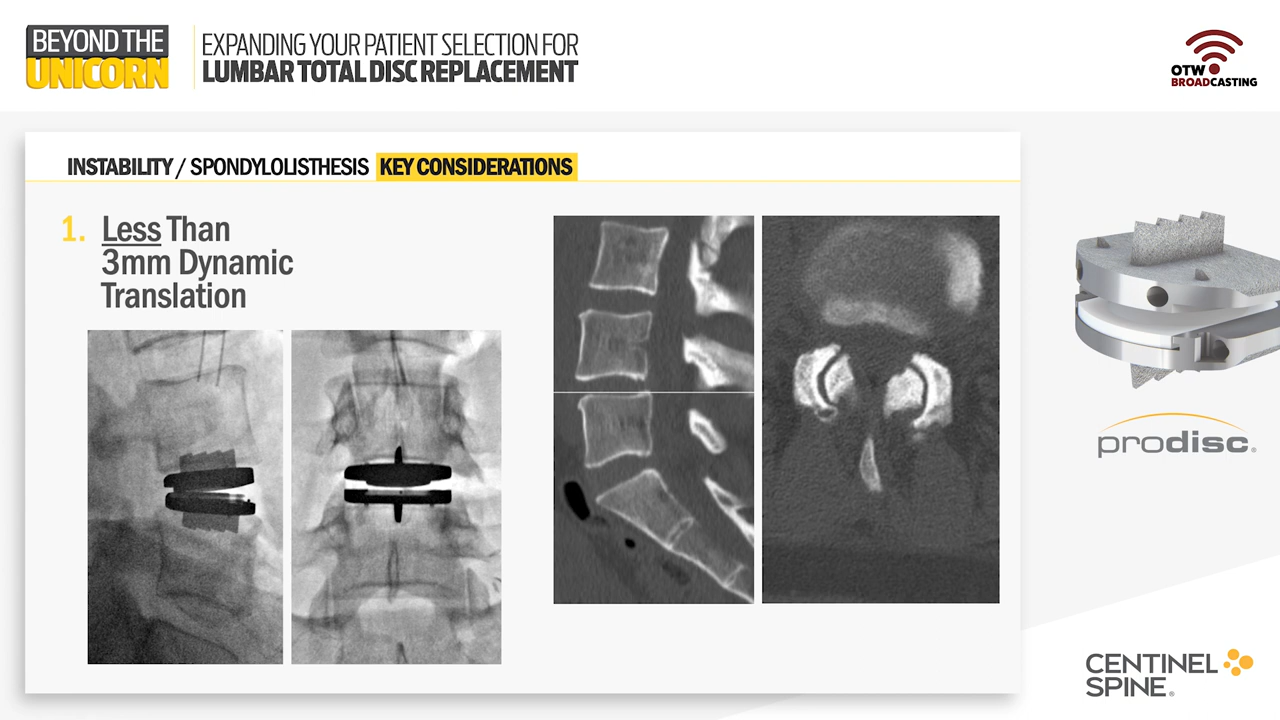 BEYOND THE
UNICORN
EXPANDING YOUR PATIENT SELECTION FOR
LUMBAR TOTAL DISC REPLACEMENT
OTW
BROADCASTING
INSTABILITY / SPONDYLOLISTHESIS KEY CONSIDERATIONS
1. Less Than
3mm Dynamic
Translation
prodisc®
CENTINEL
SPINE®